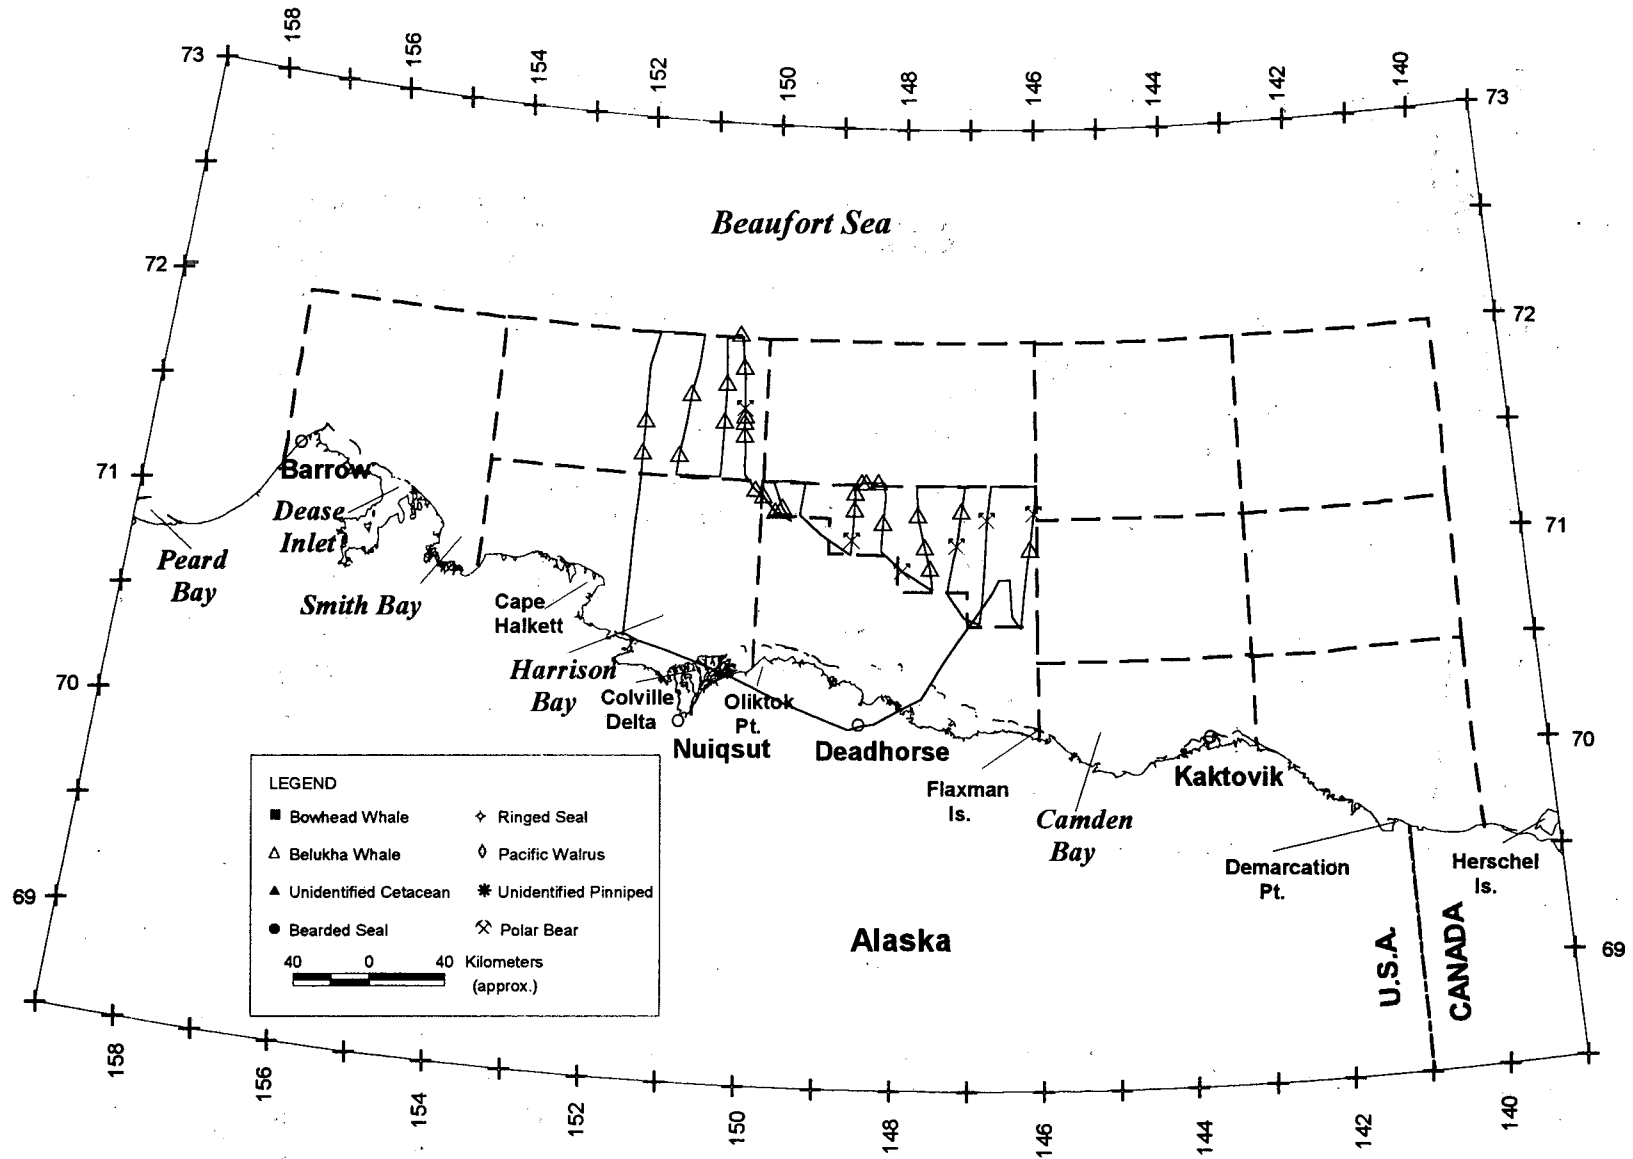 158
156
154
152
150
148
146
144
142
140
73
73
Beaufort Sea
72
72
71
71
Barrow
Dease
Inlet
Peard
Bay
Smith Bay
Cape
Halkett
Harrison
Bay
Colville
Delta
Oliktok
Pt.
70
70
Nuiqsut
Deadhorse
Kaktovik
Flaxman
Is.
Camden
Bay
Demarcation
Pt.
Herschel
Is.
LEGEND
Bowhead Whale
Ringed Seal
Belukha Whale
Pacific Walrus
Unidentified Cetacean
Unidentified Pinniped
Bearded Seal
Polar Bear
40 0 40 Kilometers
(approx.)
Alaska
U.S.A.
CANADA
69
69
158
156
154
152
150
148
146
144
142
140